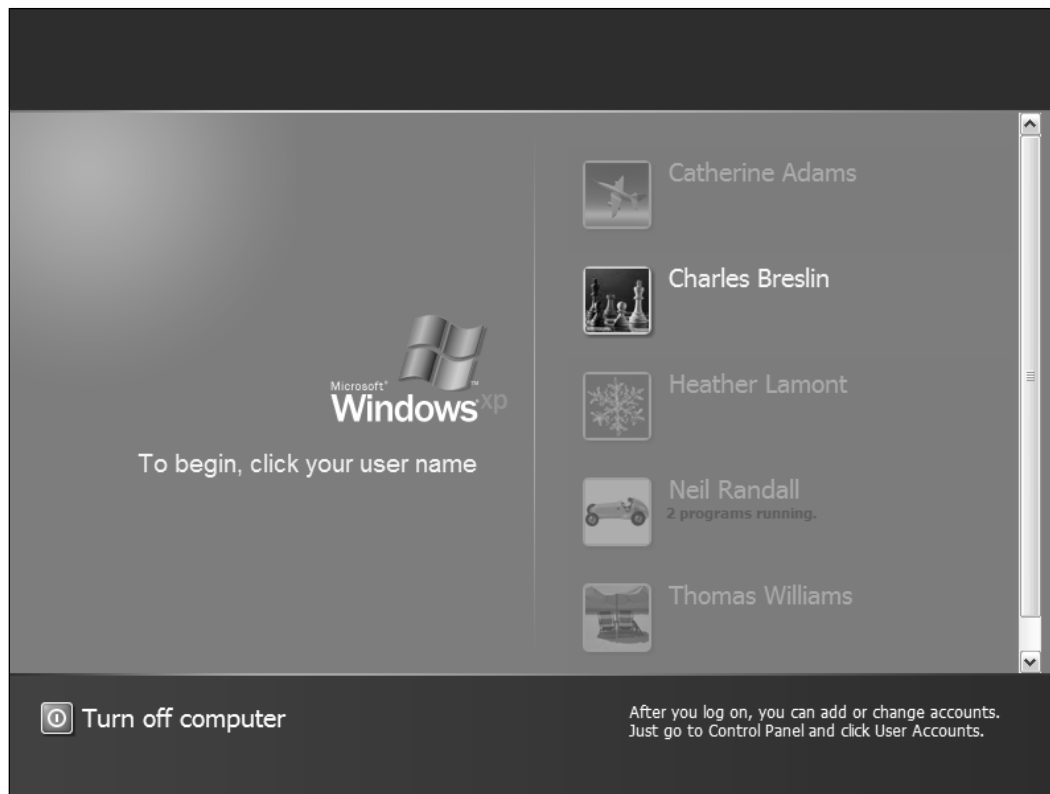 Microsoft®
Windows xp™
To begin, click your user name
Catherine Adams
Charles Breslin
Heather Lamont
Neil Randall
2 programs running.
Thomas Williams
Turn off computer
After you log on, you can add or change accounts.
Just go to Control Panel and click User Accounts.